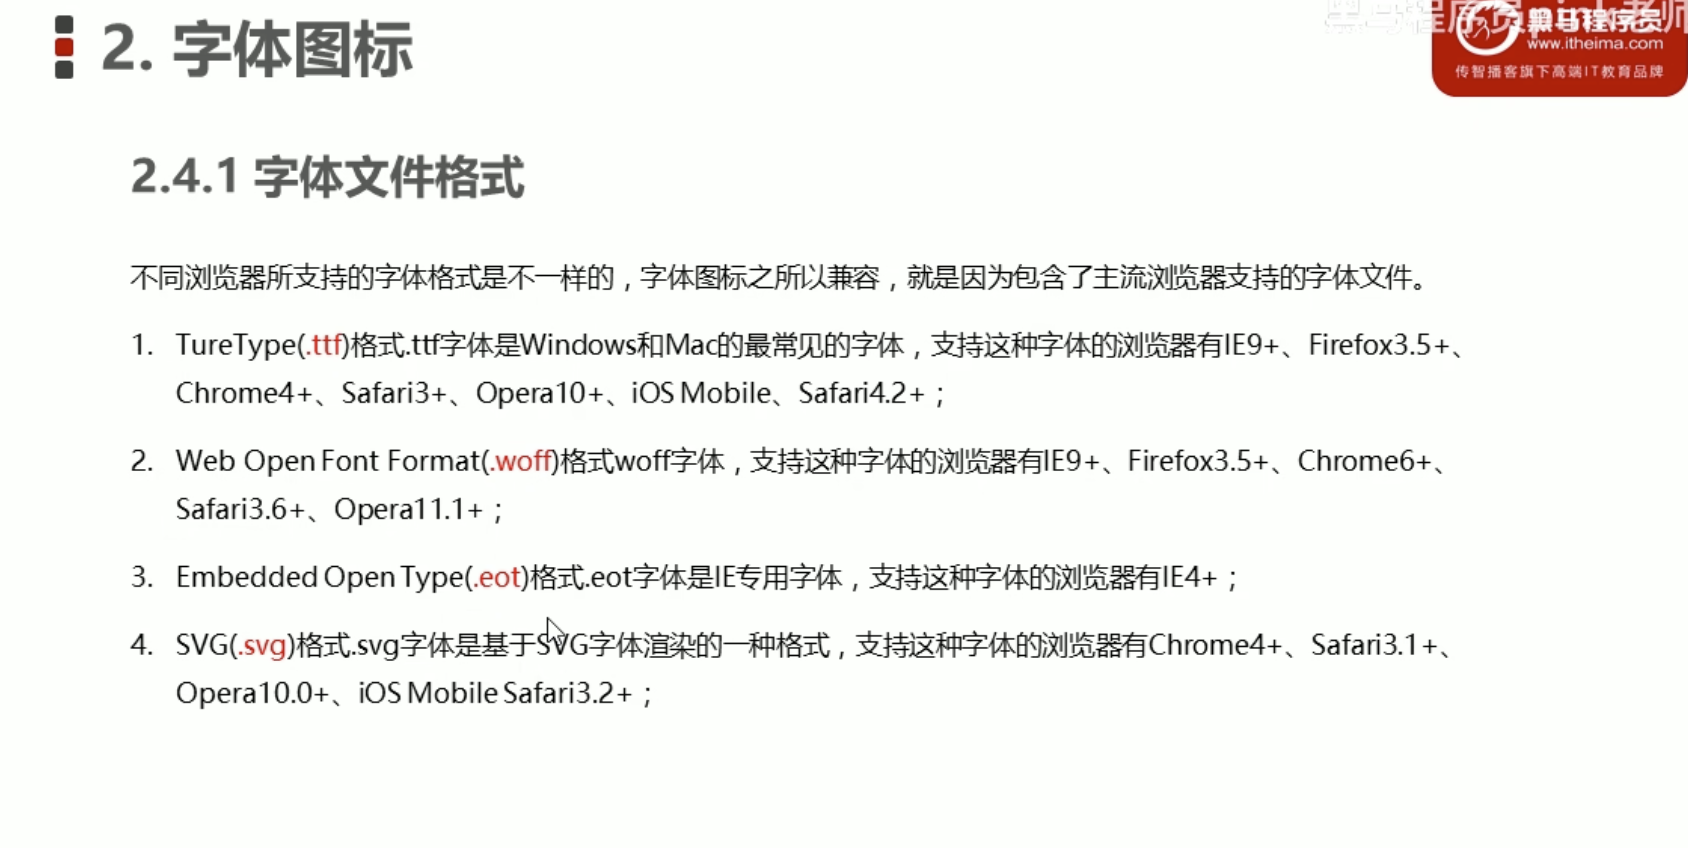 2. 字体图标
黑马程序员pink老师
黑马程序员
www.itheima.com
传智播客旗下高端IT教育品牌
2.4.1 字体文件格式
不同浏览器所支持的字体格式是不一样的，字体图标之所以兼容，就是因为包含了主流浏览器支持的字体文件。
1. TureType(.ttf)格式.ttf字体是Windows和Mac的最常见的字体，支持这种字体的浏览器有IE9+、Firefox3.5+、
Chrome4+、Safari3+、Opera10+、iOS Mobile、Safari4.2+；
2. Web Open Font Format(.woff)格式woff字体，支持这种字体的浏览器有IE9+、Firefox3.5+、Chrome6+、
Safari3.6+、Opera11.1+；
3. Embedded Open Type(.eot)格式.eot字体是IE专用字体，支持这种字体的浏览器有IE4+；
4. SVG(.svg)格式.svg字体是基于SVG字体渲染的一种格式，支持这种字体的浏览器有Chrome4+、Safari3.1+、
Opera10.0+、iOS Mobile Safari3.2+；